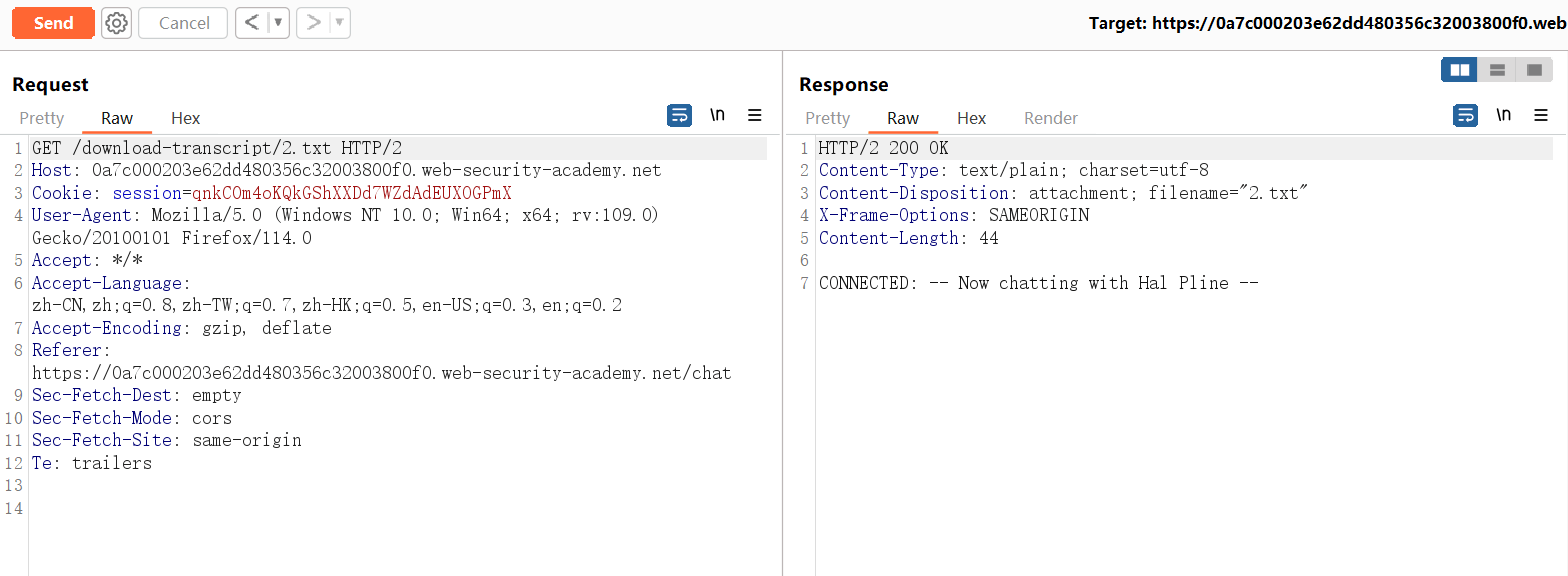 Send Cancel < ▼ > ▼ Target: https://0a7c000203e62dd480356c32003800f0.web
Request
Pretty Raw Hex \n
1 GET /download-transcript/2.txt HTTP/2
2 Host: 0a7c000203e62dd480356c32003800f0.web-security-academy.net
3 Cookie: session=qnkCOm4oKQkGShXXDd7WZdAdEUXOGPmX
4 User-Agent: Mozilla/5.0 (Windows NT 10.0; Win64; x64; rv:109.0)
Gecko/20100101 Firefox/114.0
5 Accept: */*
6 Accept-Language:
zh-CN,zh;q=0.8,zh-TW;q=0.7,zh-HK;q=0.5,en-US;q=0.3,en;q=0.2
7 Accept-Encoding: gzip, deflate
8 Referer:
https://0a7c000203e62dd480356c32003800f0.web-security-academy.net/chat
9 Sec-Fetch-Dest: empty
10 Sec-Fetch-Mode: cors
11 Sec-Fetch-Site: same-origin
12 Te: trailers
13
14
Response
Pretty Raw Hex Render \n
1 HTTP/2 200 OK
2 Content-Type: text/plain; charset=utf-8
3 Content-Disposition: attachment; filename="2.txt"
4 X-Frame-Options: SAMEORIGIN
5 Content-Length: 44
6
7 CONNECTED: -- Now chatting with Hal Pline --